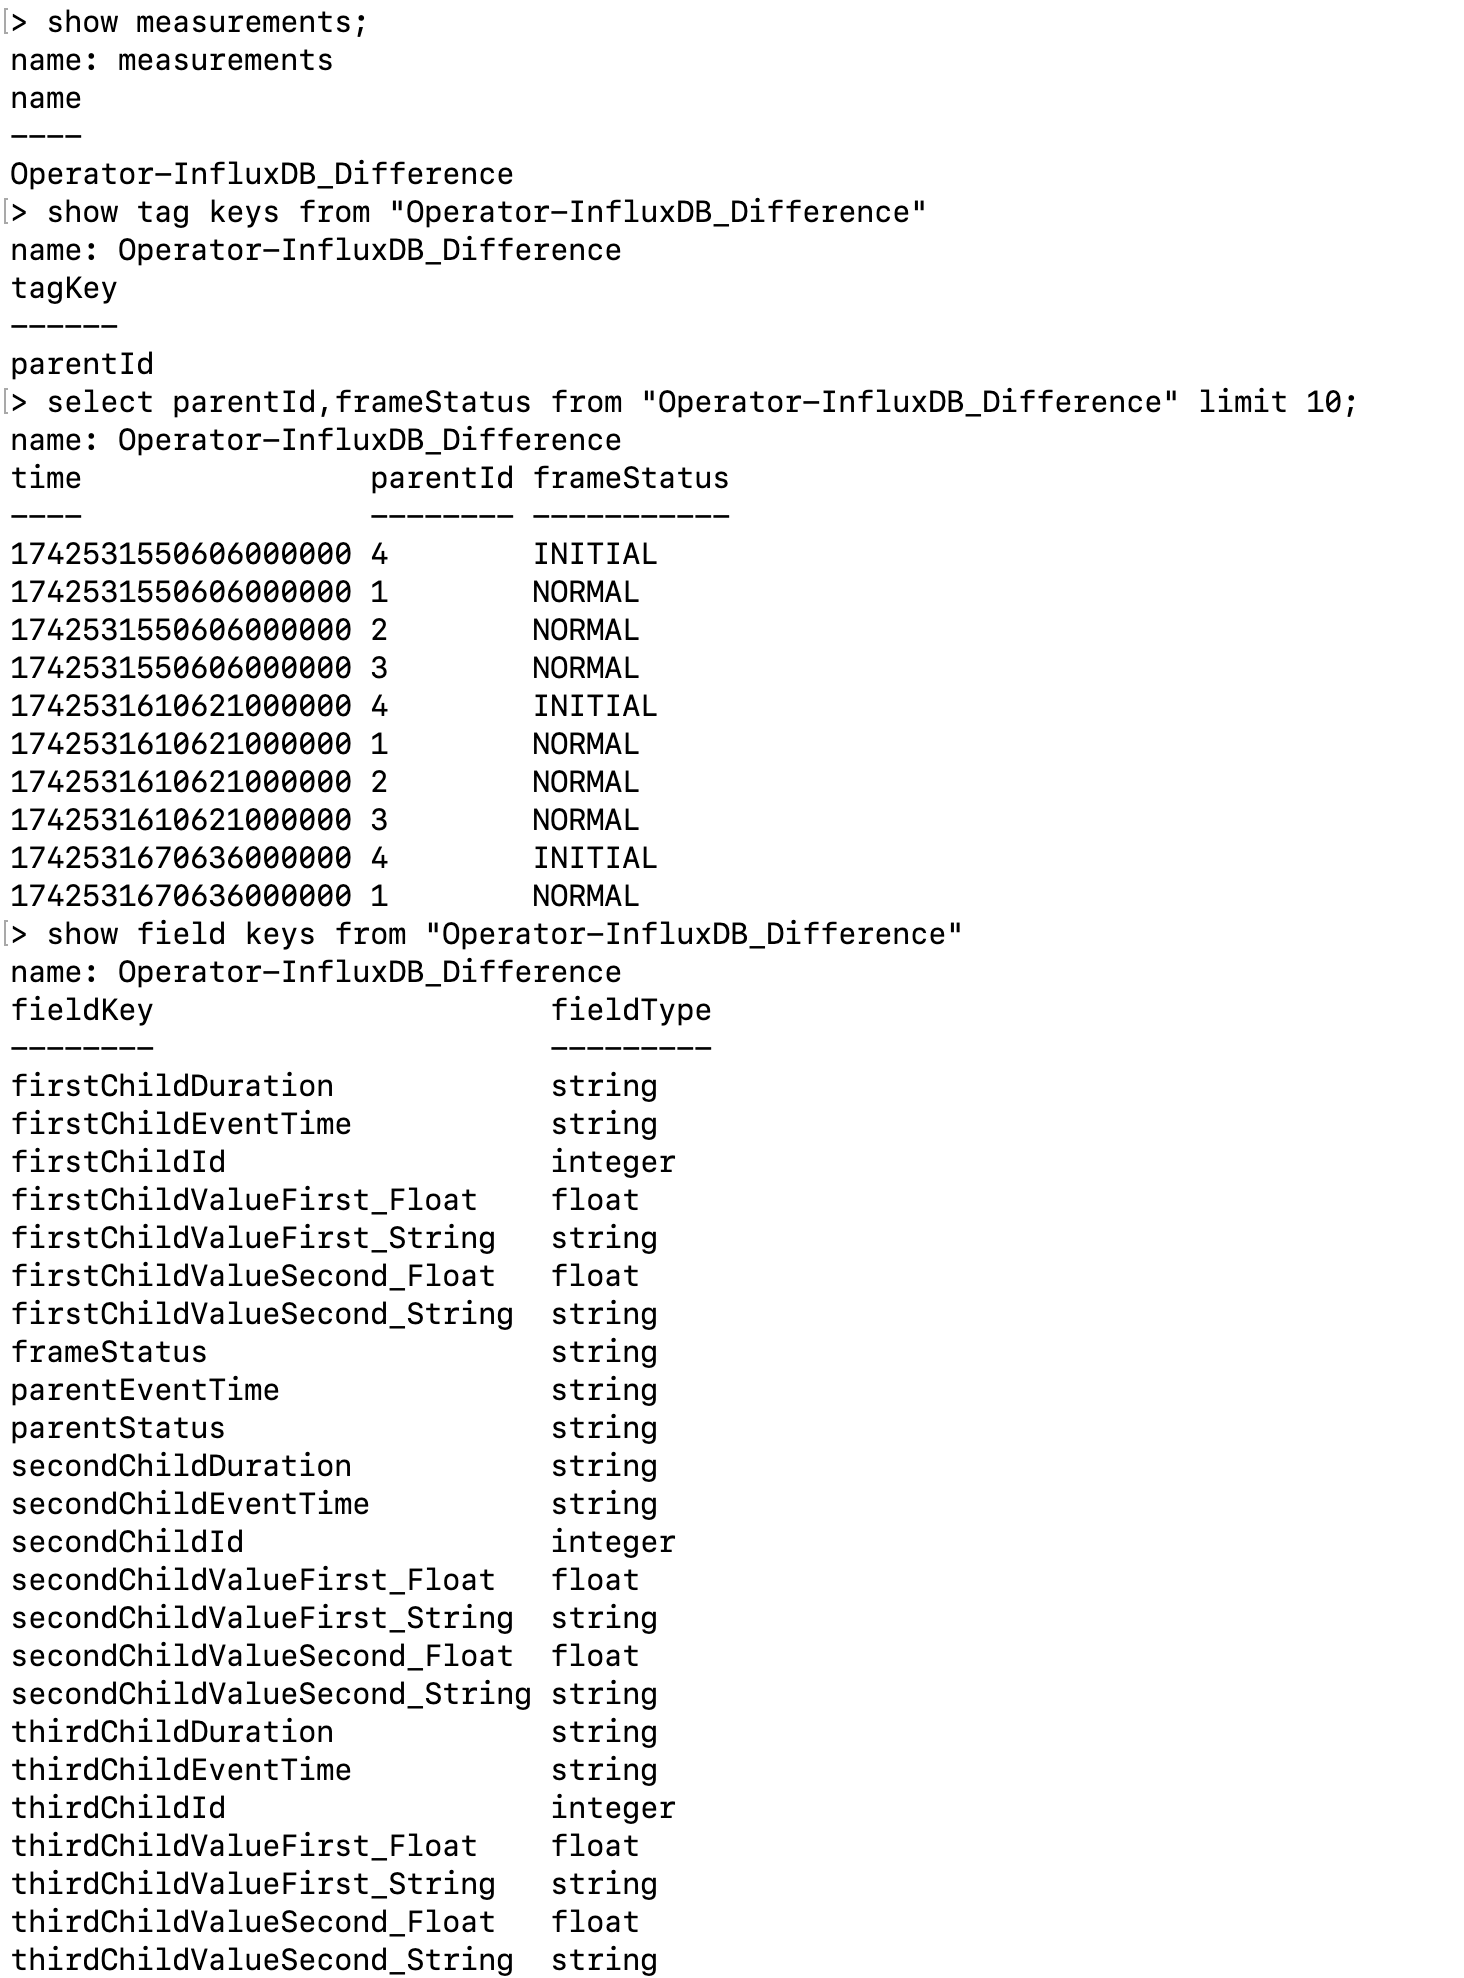 > show measurements;
name: measurements
name
----
Operator-InfluxDB_Difference
> show tag keys from "Operator-InfluxDB_Difference"
name: Operator-InfluxDB_Difference
tagKey
------
parentId
> select parentId,frameStatus from "Operator-InfluxDB_Difference" limit 10;
name: Operator-InfluxDB_Difference
time                parentId frameStatus
----                -------- -----------
1742531550606000000 4        INITIAL
1742531550606000000 1        NORMAL
1742531550606000000 2        NORMAL
1742531550606000000 3        NORMAL
1742531610621000000 4        INITIAL
1742531610621000000 1        NORMAL
1742531610621000000 2        NORMAL
1742531610621000000 3        NORMAL
1742531670636000000 4        INITIAL
1742531670636000000 1        NORMAL
> show field keys from "Operator-InfluxDB_Difference"
name: Operator-InfluxDB_Difference
fieldKey                      fieldType
--------                      ---------
firstChildDuration            string
firstChildEventTime           string
firstChildId                  integer
firstChildValueFirst_Float    float
firstChildValueFirst_String   string
firstChildValueSecond_Float   float
firstChildValueSecond_String  string
frameStatus                   string
parentEventTime               string
parentStatus                  string
secondChildDuration           string
secondChildEventTime          string
secondChildId                 integer
secondChildValueFirst_Float   float
secondChildValueFirst_String  string
secondChildValueSecond_Float  float
secondChildValueSecond_String string
thirdChildDuration            string
thirdChildEventTime           string
thirdChildId                  integer
thirdChildValueFirst_Float    float
thirdChildValueFirst_String   string
thirdChildValueSecond_Float   float
thirdChildValueSecond_String  string